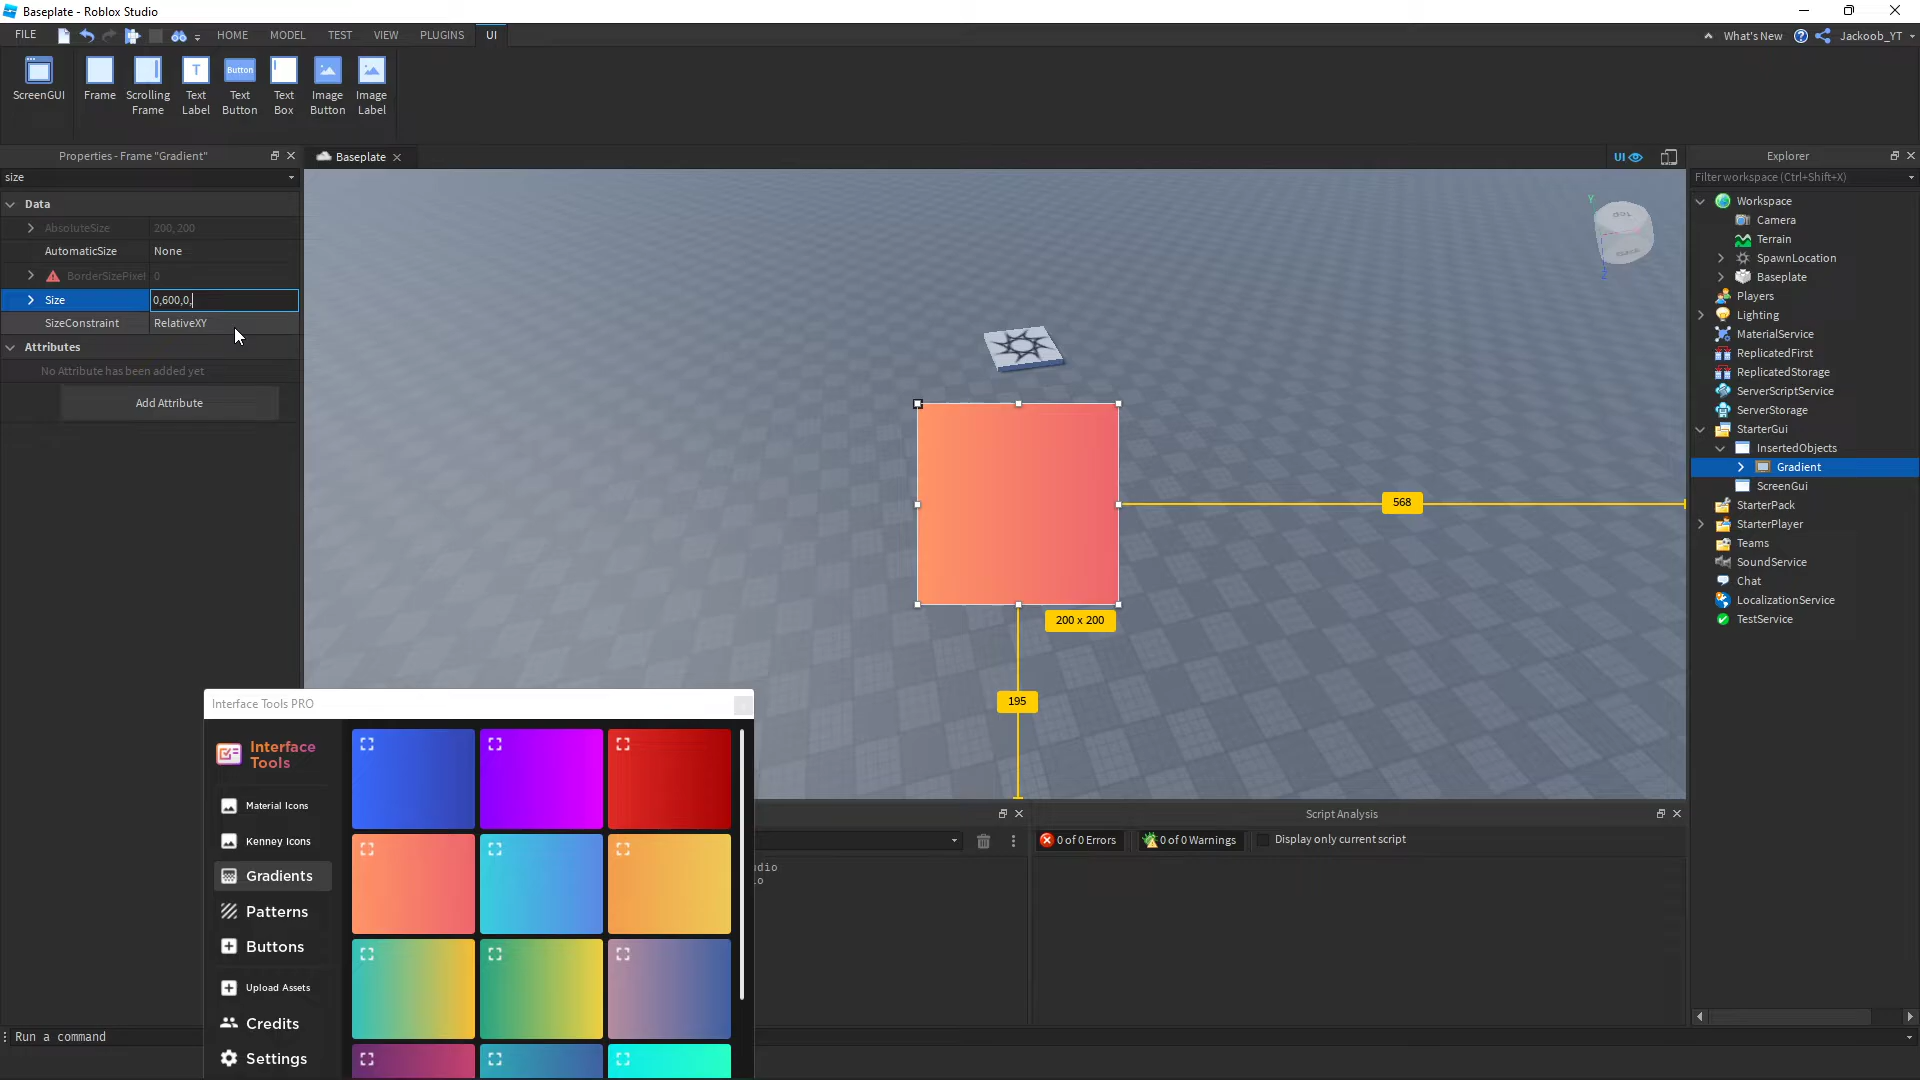 Baseplate - Roblox Studio
FILE HOME MODEL TEST VIEW PLUGINS UI
What's New Jackoob_YT
ScreenGUI
Frame
Scrolling
Frame
Text
Label
Button
Text
Button
Text
Box
Image
Button
Image
Label
Properties - Frame "Gradient"
size
Data
AbsoluteSize 200, 200
AutomaticSize None
BorderSizePixel 0
Size 0,600,0,
SizeConstraint RelativeXY
Attributes
No Attribute has been added yet
Add Attribute
Baseplate
UI
Y
568
200 x 200
195
Explorer
Filter workspace (Ctrl+Shift+X)
Workspace
Camera
Terrain
SpawnLocation
Baseplate
Players
Lighting
MaterialService
ReplicatedFirst
ReplicatedStorage
ServerScriptService
ServerStorage
StarterGui
InsertedObjects
Gradient
ScreenGui
StarterPack
StarterPlayer
Teams
SoundService
Chat
LocalizationService
TestService
Interface Tools PRO
Interface
Tools
Material Icons
Kenney Icons
Gradients
Patterns
Buttons
Upload Assets
Credits
Settings
Script Analysis
0 of 0 Errors 0 of 0 Warnings Display only current script
Run a command